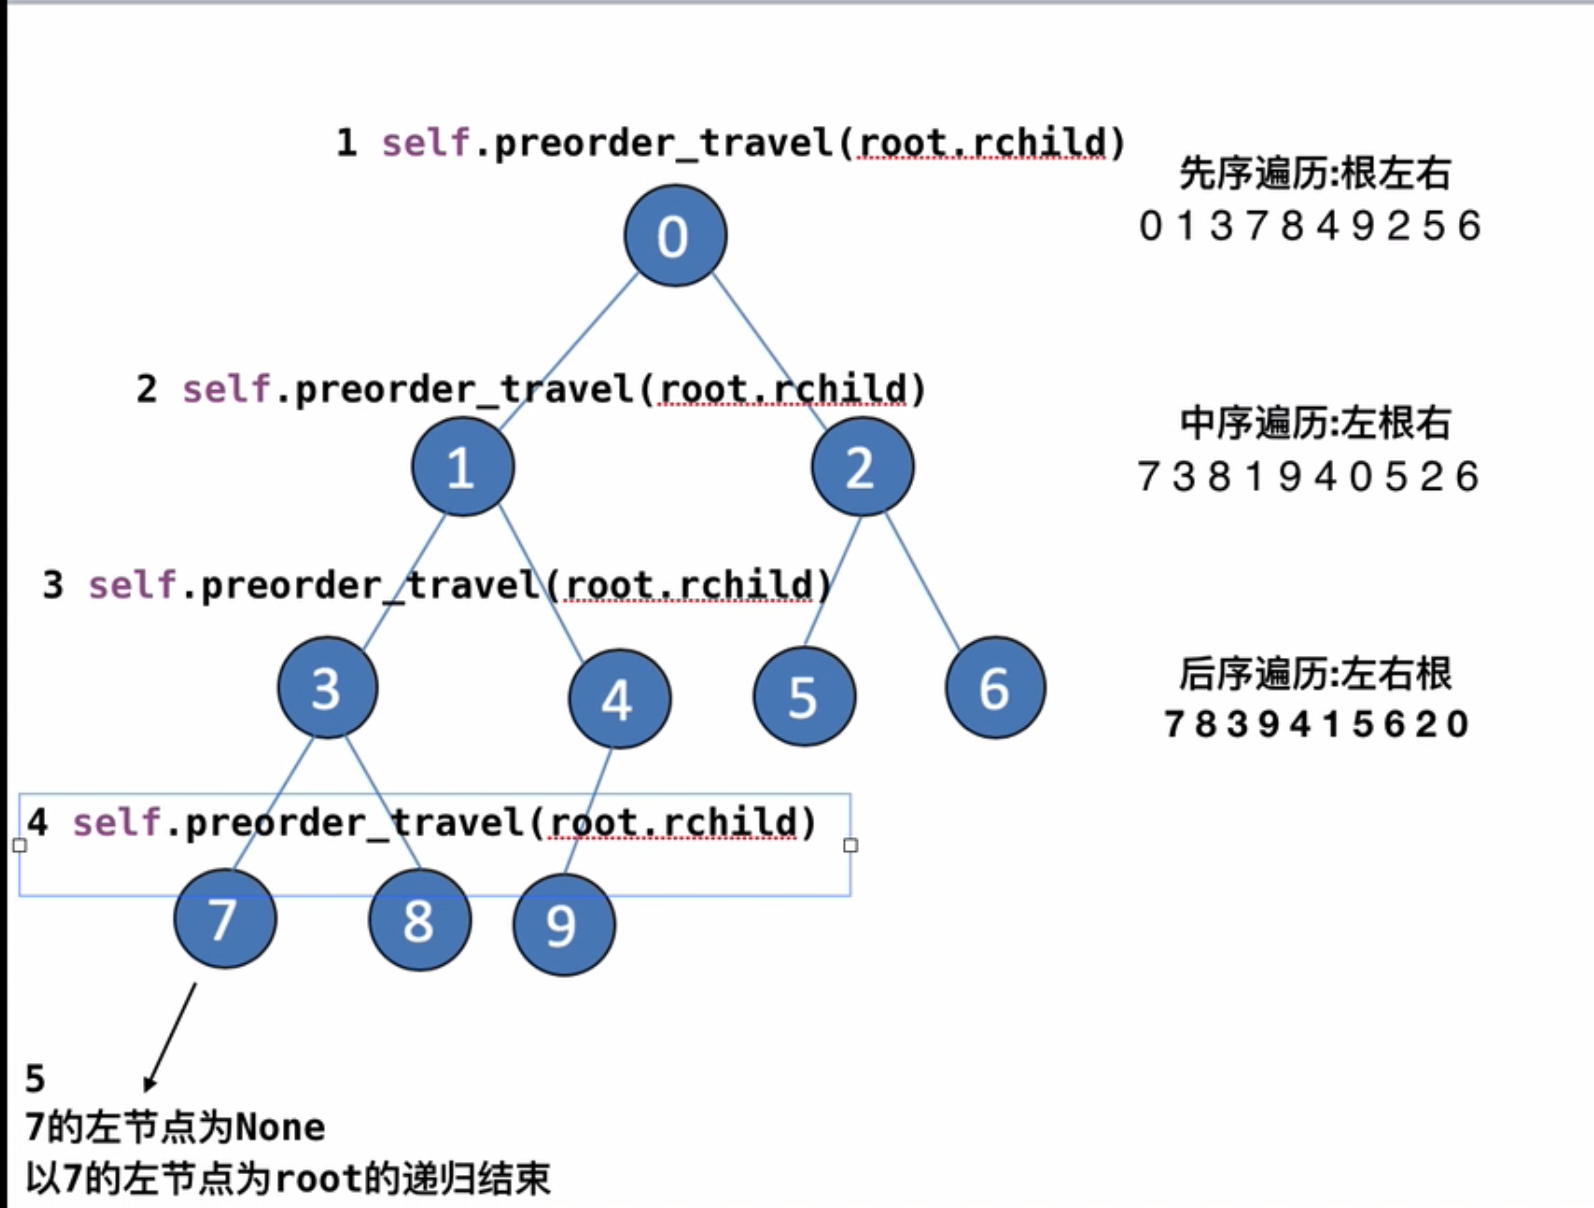 1 self.preorder_travel(root.rchild)
先序遍历:根左右
0 1 3 7 8 4 9 2 5 6
0
2 self.preorder_travel(root.rchild)
中序遍历:左根右
7 3 8 1 9 4 0 5 2 6
1
2
3 self.preorder_travel(root.rchild)
3
4
5
6
后序遍历:左右根
7 8 3 9 4 1 5 6 2 0
4 self.preorder_travel(root.rchild)
7
8
9
5
7的左节点为None
以7的左节点为root的递归结束